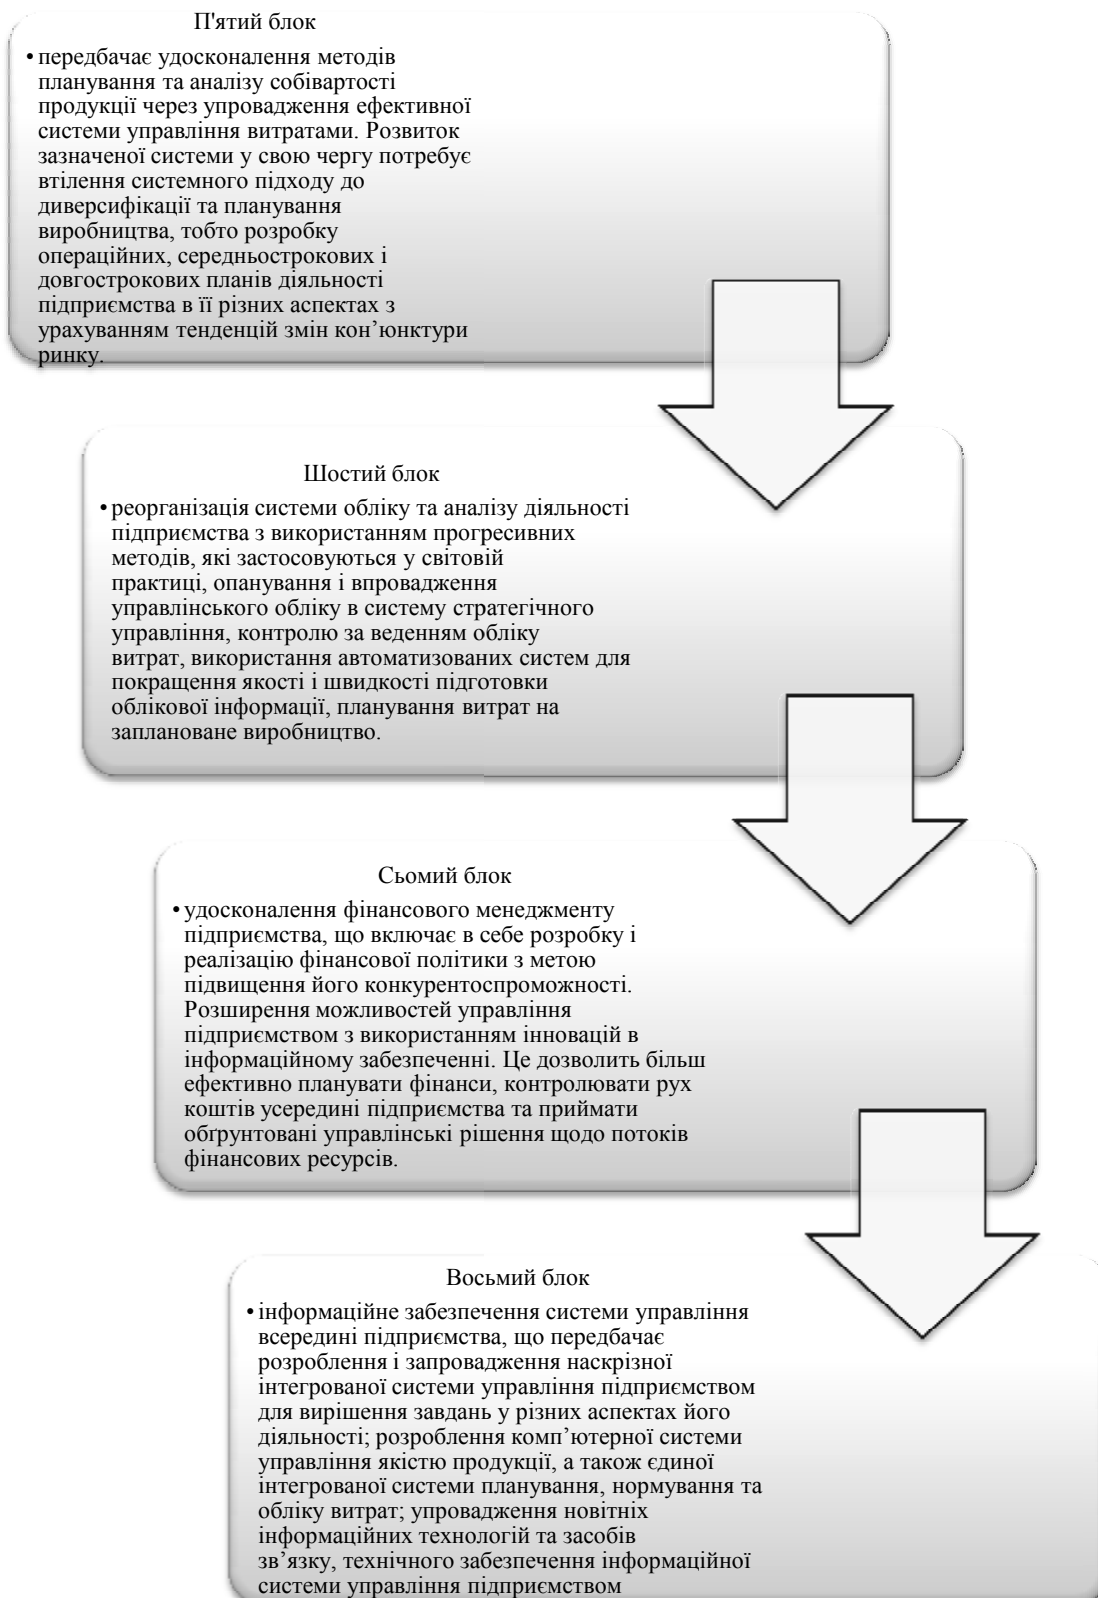 П'ятий блок
• передбачає удосконалення методів
планування та аналізу собівартості
продукції через упровадження ефективної
системи управління витратами. Розвиток
зазначеної системи у свою чергу потребує
втілення системного підходу до
диверсифікації та планування
виробництва, тобто розробку
операційних, середньострокових і
довгострокових планів діяльності
підприємства в її різних аспектах з
урахуванням тенденцій змін кон’юнктури
ринку.
Шостий блок
• реорганізація системи обліку та аналізу діяльності
підприємства з використанням прогресивних
методів, які застосовуються у світовій
практиці, опанування і впровадження
управлінського обліку в систему стратегічного
управління, контролю за веденням обліку
витрат, використання автоматизованих систем для
покращення якості і швидкості підготовки
облікової інформації, планування витрат на
заплановане виробництво.
Сьомий блок
• удосконалення фінансового менеджменту
підприємства, що включає в себе розробку і
реалізацію фінансової політики з метою
підвищення його конкурентоспроможності.
Розширення можливостей управління
підприємством з використанням інновацій в
інформаційному забезпеченні. Це дозволить більш
ефективно планувати фінанси, контролювати рух
коштів усередині підприємства та приймати
обґрунтовані управлінські рішення щодо потоків
фінансових ресурсів.
Восьмий блок
• інформаційне забезпечення системи управління
всередині підприємства, що передбачає
розроблення і запровадження наскрізної
інтегрованої системи управління підприємством
для вирішення завдань у різних аспектах його
діяльності; розроблення комп’ютерної системи
управління якістю продукції, а також єдиної
інтегрованої системи планування, нормування та
обліку витрат; упровадження новітніх
інформаційних технологій та засобів
зв’язку, технічного забезпечення інформаційної
системи управління підприємством